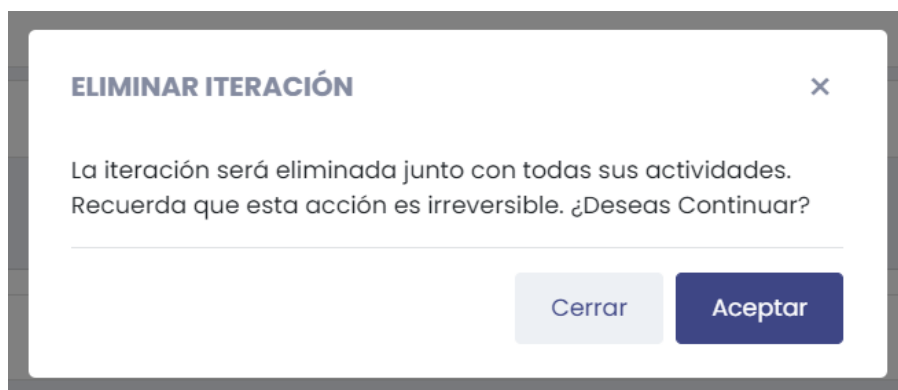 ELIMINAR ITERACIÓN
La iteración será eliminada junto con todas sus actividades.
Recuerda que esta acción es irreversible. ¿Deseas Continuar?
Cerrar
Aceptar